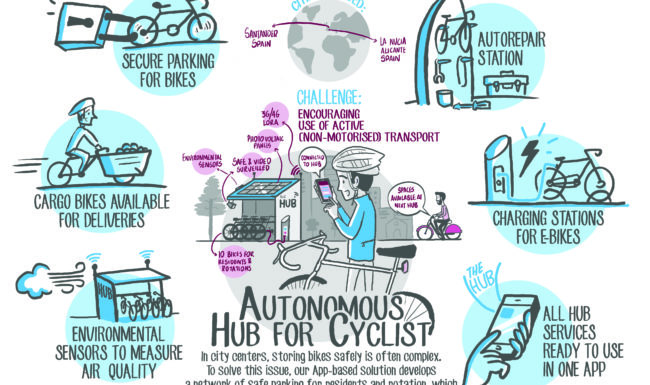 SANTANDER
SPAIN
LA NUCIA
ALICANTE
SPAIN
SECURE PARKING
FOR BIKES
AUTOREPAIR
STATION
CHALLENGE:
ENCOURAGING
USE OF ACTIVE
(NON-MOTORISED) TRANSPORT
3G/4G
LORA
PHOTOVOLTAIC
PANELS
ENVIRONMENTAL
SENSORS
SAFE & VIDEO
SURVEILLED
CONNECTED
TO HUB
THE
HUB
SPACES
AVAILABLE AT
NEXT HUB
10 BIKES FOR
RESIDENTS &
ROTATIONS
CARGO BIKES AVAILABLE
FOR DELIVERIES
CHARGING STATIONS
FOR E-BIKES
HUB
ENVIRONMENTAL
SENSORS TO MEASURE
AIR QUALITY
THE
HUB
ALL HUB
SERVICES
READY TO USE
IN ONE APP
AUTONOMOUS
HUB FOR CYCLIST
In city centers, storing bikes safely is often complex.
To solve this issue, our App-based solution develops
a network of safe parking for residents and rotation, which